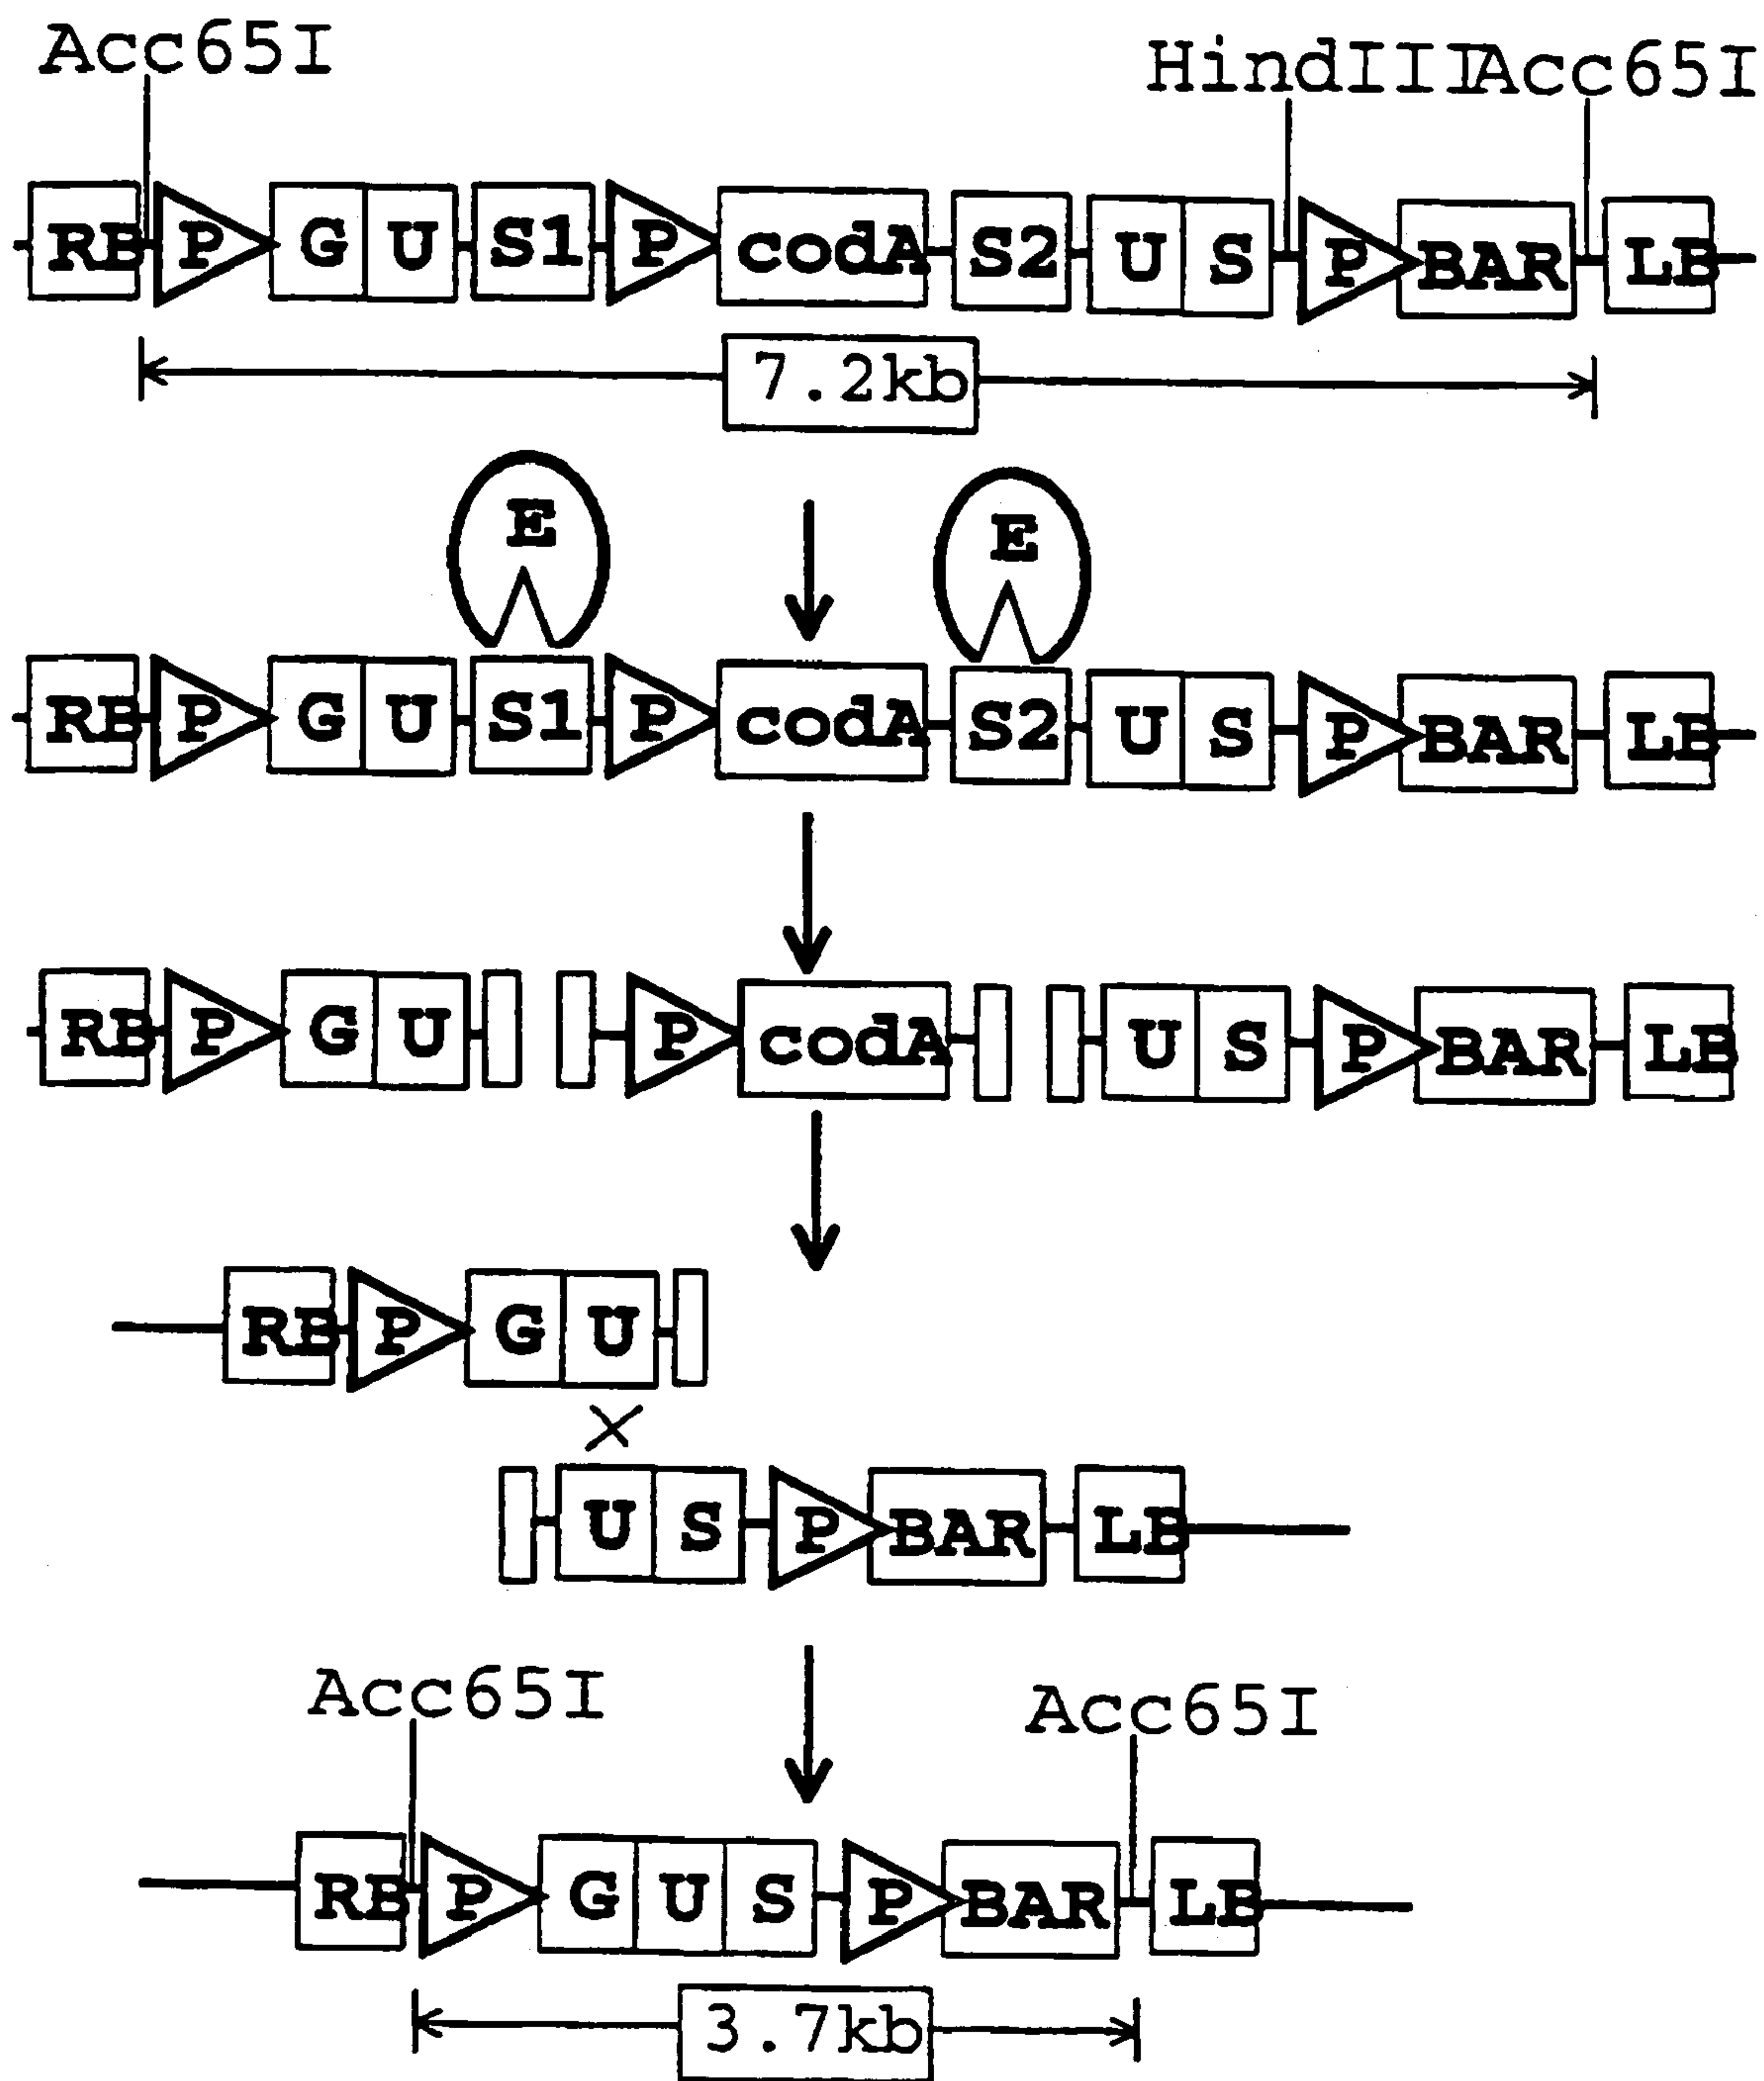 Acc65I HindIII Acc65I
RB P G U S1 P codA S2 U S P BAR LB
7.2kb
E E
RB P G U S1 P codA S2 U S P BAR LB
RB P G U P codA U S P BAR LB
RB P G U
U S P BAR LB
Acc65I Acc65I
RB P G U S P BAR LB
3.7kb